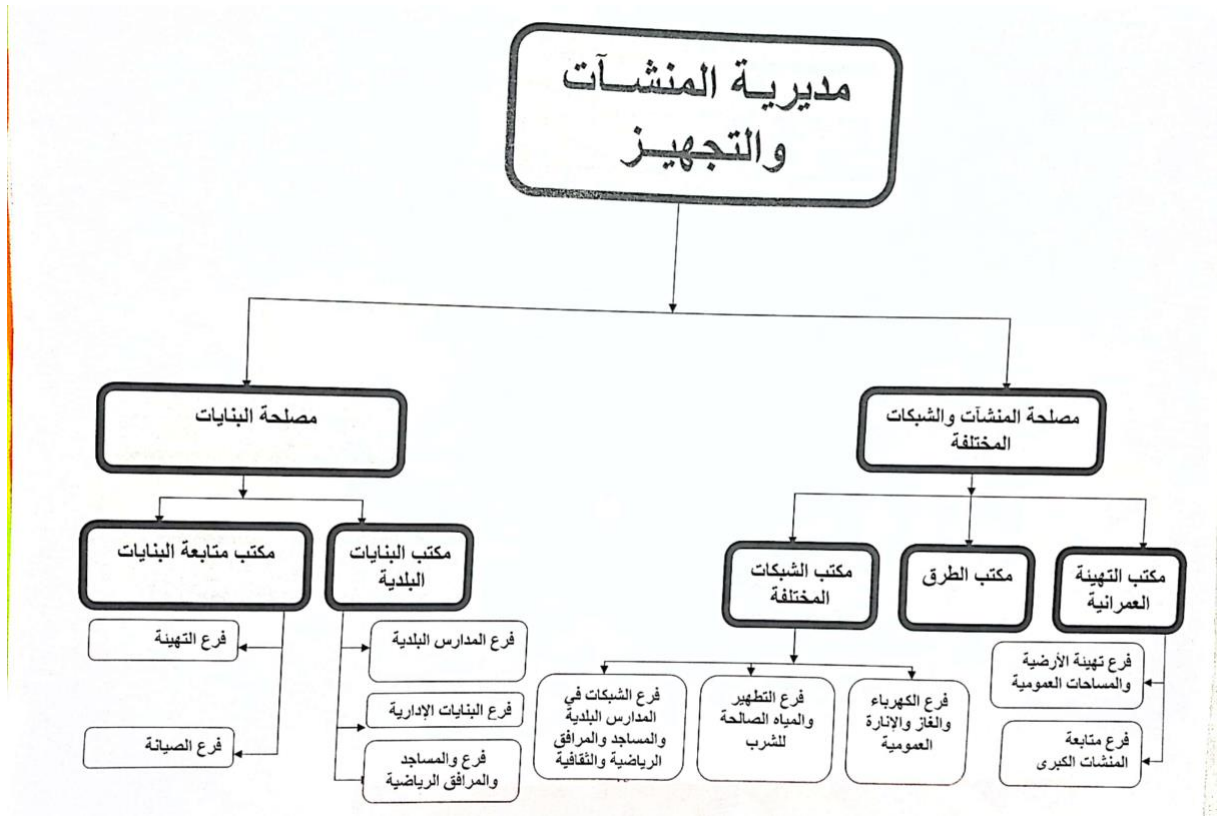 مديرية المنشآت
والتجهيز
مصلحة المنشآت والشبكات
المختلفة
مصلحة البنايات
مكتب التهيئة
العمرانية
مكتب الطرق
مكتب الشبكات
المختلفة
مكتب البنايات
البلدية
مكتب متابعة البنايات
فرع تهيئة الأرضية
والمساحات العمومية
فرع متابعة
المنشات الكبرى
فرع الكهرباء
والغاز والإنارة
العمومية
فرع التطهير
والمياه الصالحة
للشرب
فرع الشبكات في
المدارس البلدية
والمساجد والمرافق
الرياضية والثقافية
فرع المدارس البلدية
فرع البنايات الإدارية
فرع والمساجد
والمرافق الرياضية
فرع التهيئة
فرع الصيانة